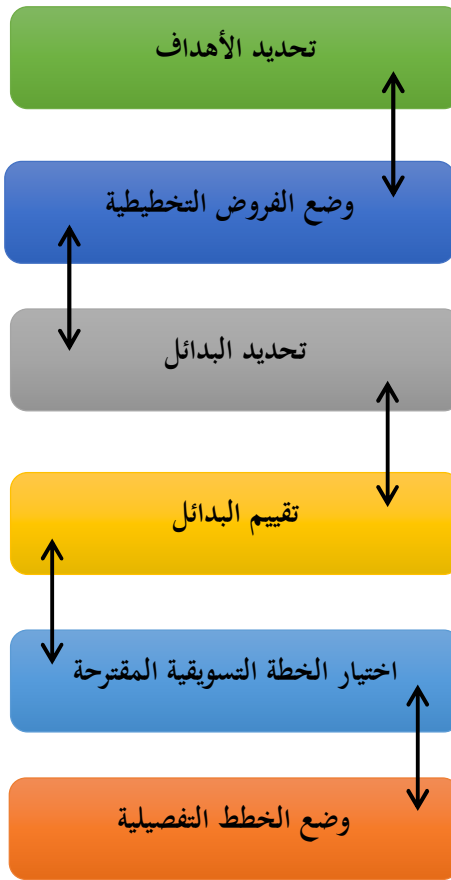 تحديد الأهداف
وضع الفروض التخطيطية
تحديد البدائل
تقييم البدائل
اختيار الخطة التسويقية المقترحة
وضع الخطط التفصيلية